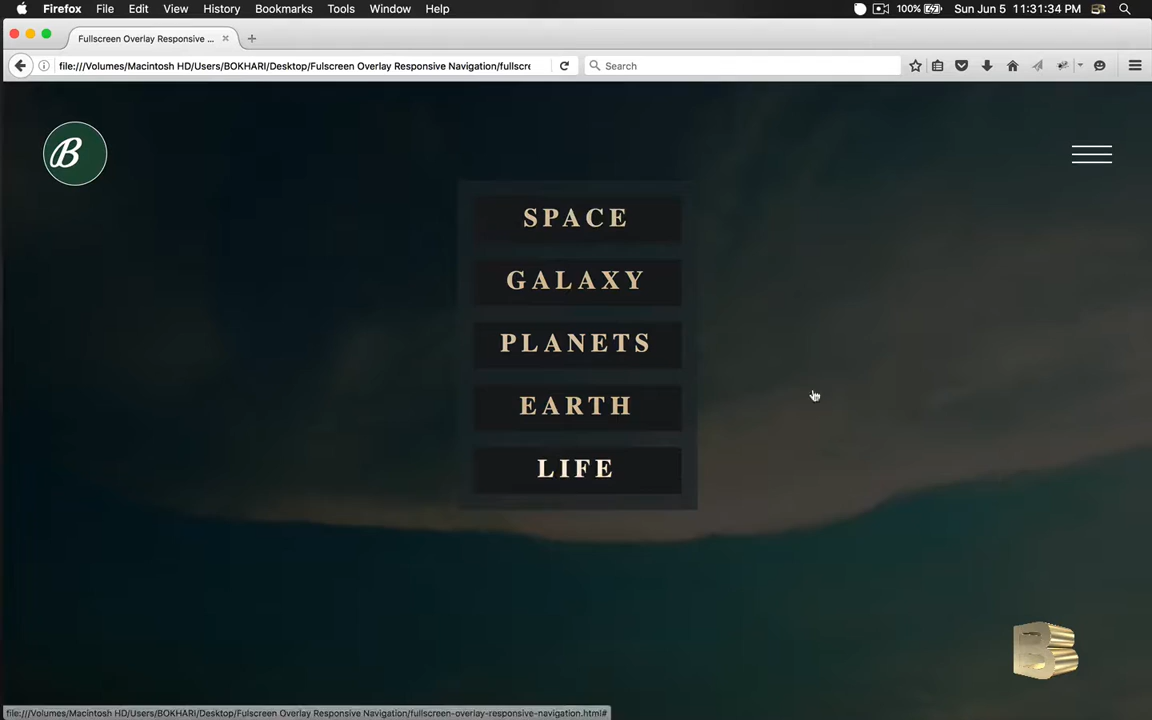 Firefox File Edit View History Bookmarks Tools Window Help 100% Sun Jun 5 11:31:34 PM
Fullscreen Overlay Responsive ...
file:///Volumes/Macintosh HD/Users/BOKHARI/Desktop/Fulscreen Overlay Responsive Navigation/fullscre
Search
B
SPACE
GALAXY
PLANETS
EARTH
LIFE
B
file:///Volumes/Macintosh HD/Users/BOKHARI/Desktop/Fulscreen Overlay Responsive Navigation/fullscreen-overlay-responsive-navigation.html#